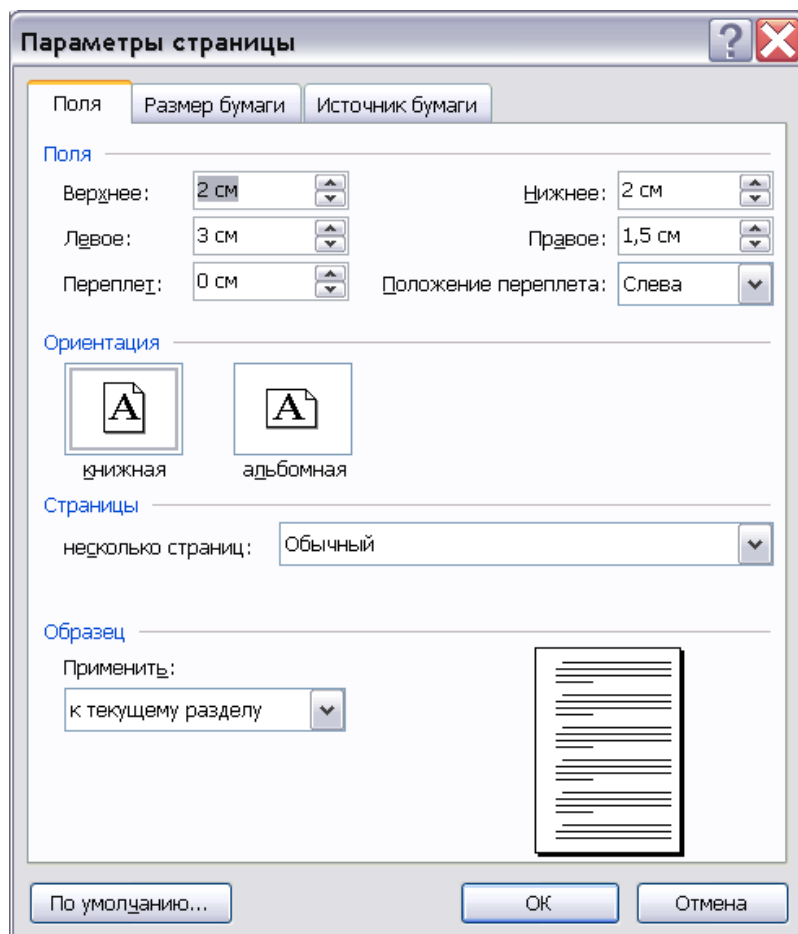 Параметры страницы
Поля Размер бумаги Источник бумаги
Поля
Верхнее: 2 см Нижнее: 2 см
Левое: 3 см Правое: 1,5 см
Переплет: 0 см Положение переплета: Слева
Ориентация
A A
книжная альбомная
Страницы
несколько страниц: Обычный
Образец
Применить:
к текущему разделу
По умолчанию... ОК Отмена